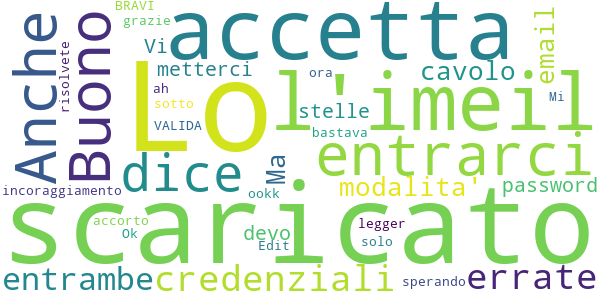 BRAVI
grazie
Vi
accetta
Anche
risolvete
Buono
metterci
ah
sotto
VALIDA
Lo
ora
cavolo
email
Mi
l'imeil
stelle
bastava
dice
Ma
entrarci
modalita'
password
incoraggiamento
ookk
scaricato
accorto
Ok
devo
Edit
legger
solo
entrambe
credenziali
sperando
errate